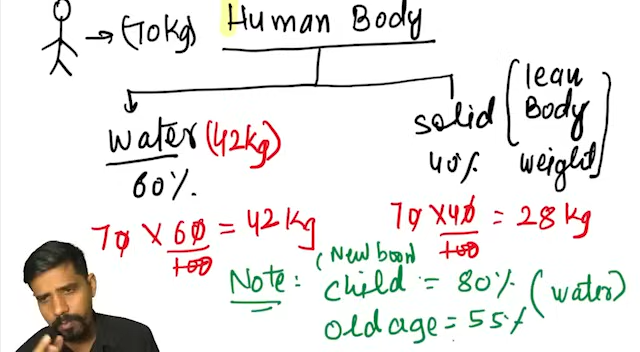 → (70kg) Human Body
water (42kg)
60%
solid
40%
[lean
Body
weight]
70 × 60/100 = 42 kg
70 × 40/100 = 28 kg
Note: (New boorn
child = 80%
old age = 55%
(water)